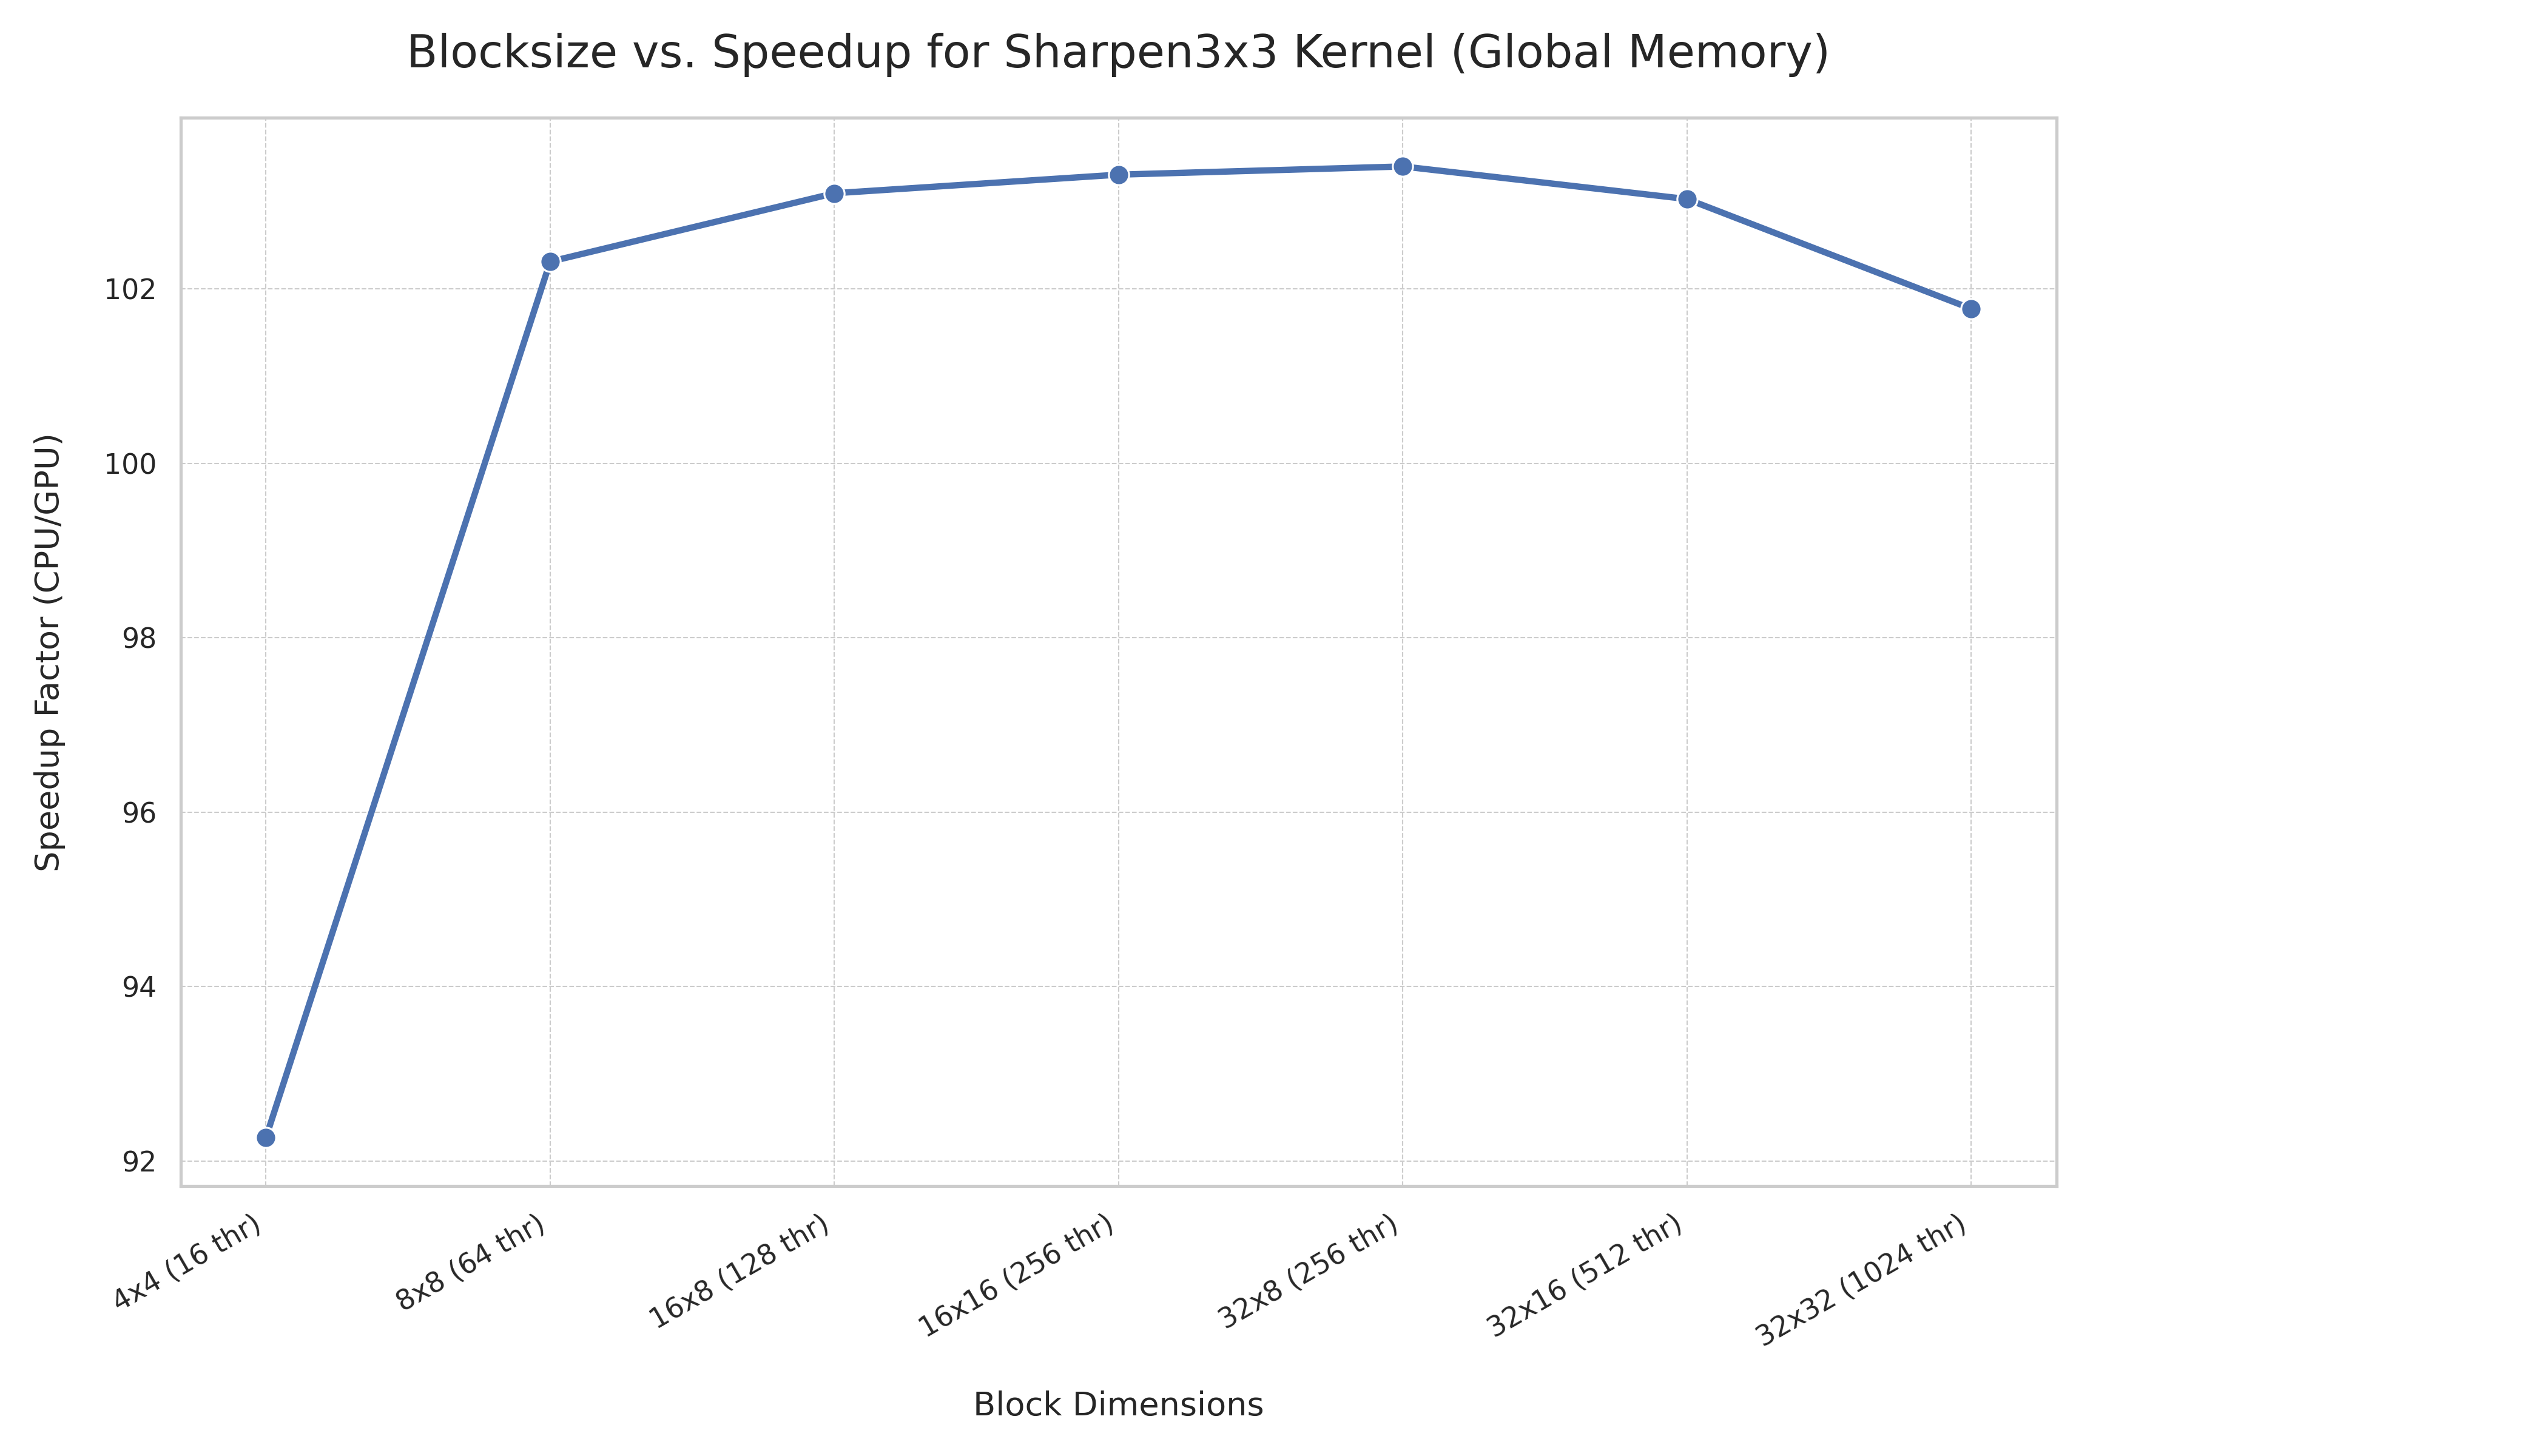 Blocksize vs. Speedup for Sharpen3x3 Kernel (Global Memory)
Speedup Factor (CPU/GPU)
102
100
98
96
94
92
4x4 (16 thr)
8x8 (64 thr)
16x8 (128 thr)
16x16 (256 thr)
32x8 (256 thr)
32x16 (512 thr)
32x32 (1024 thr)
Block Dimensions